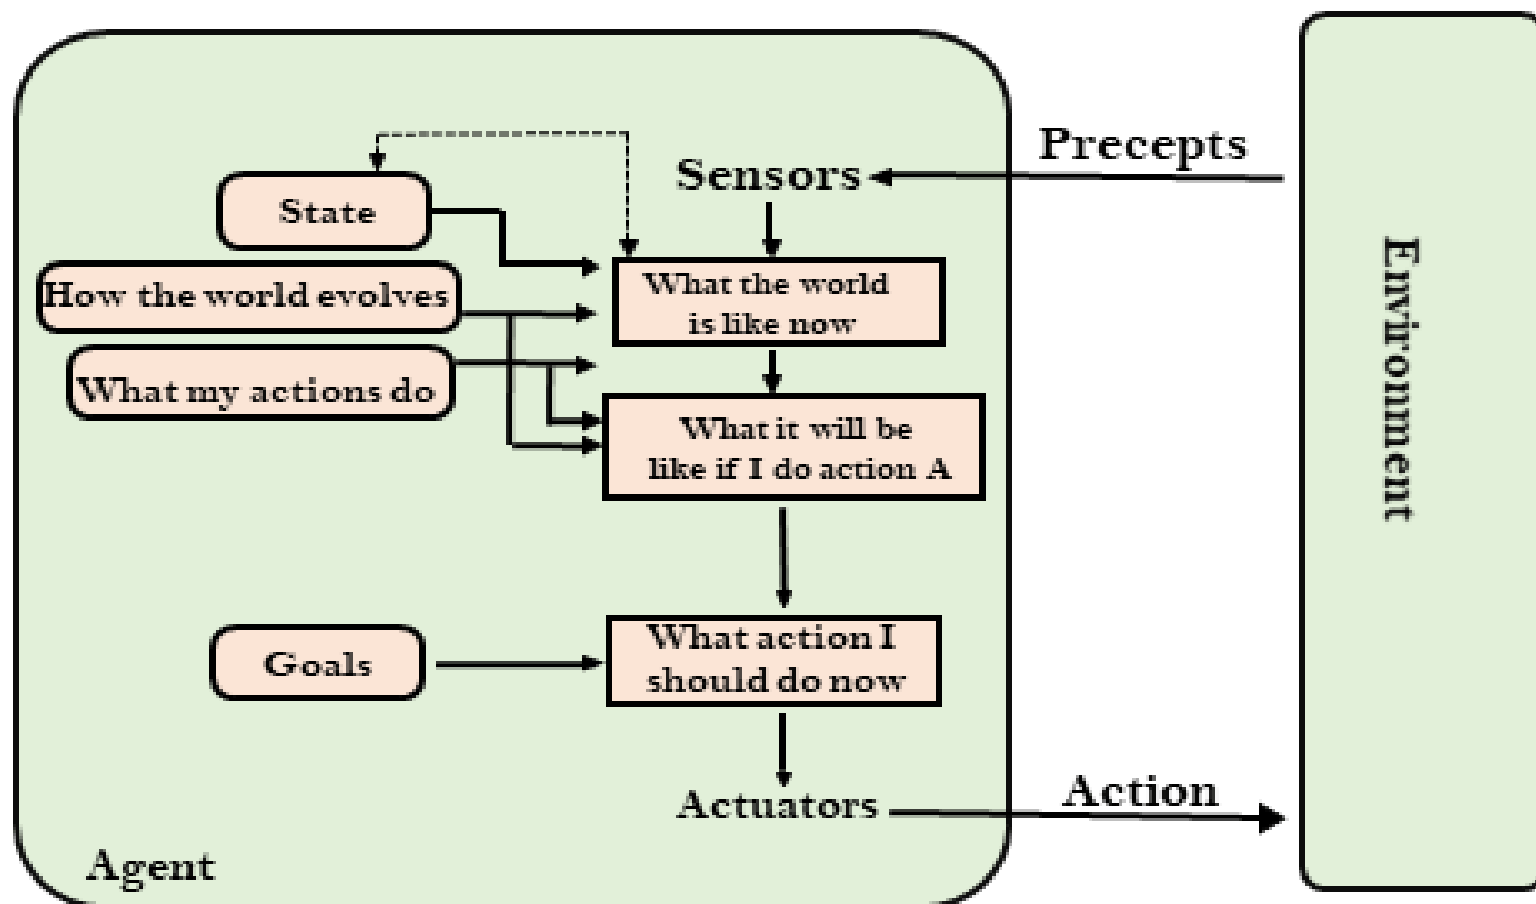 Precepts
Sensors
State
How the world evolves
What the world
is like now
What my actions do
What it will be
like if I do action A
Environment
Goals
What action I
should do now
Actuators
Action
Agent